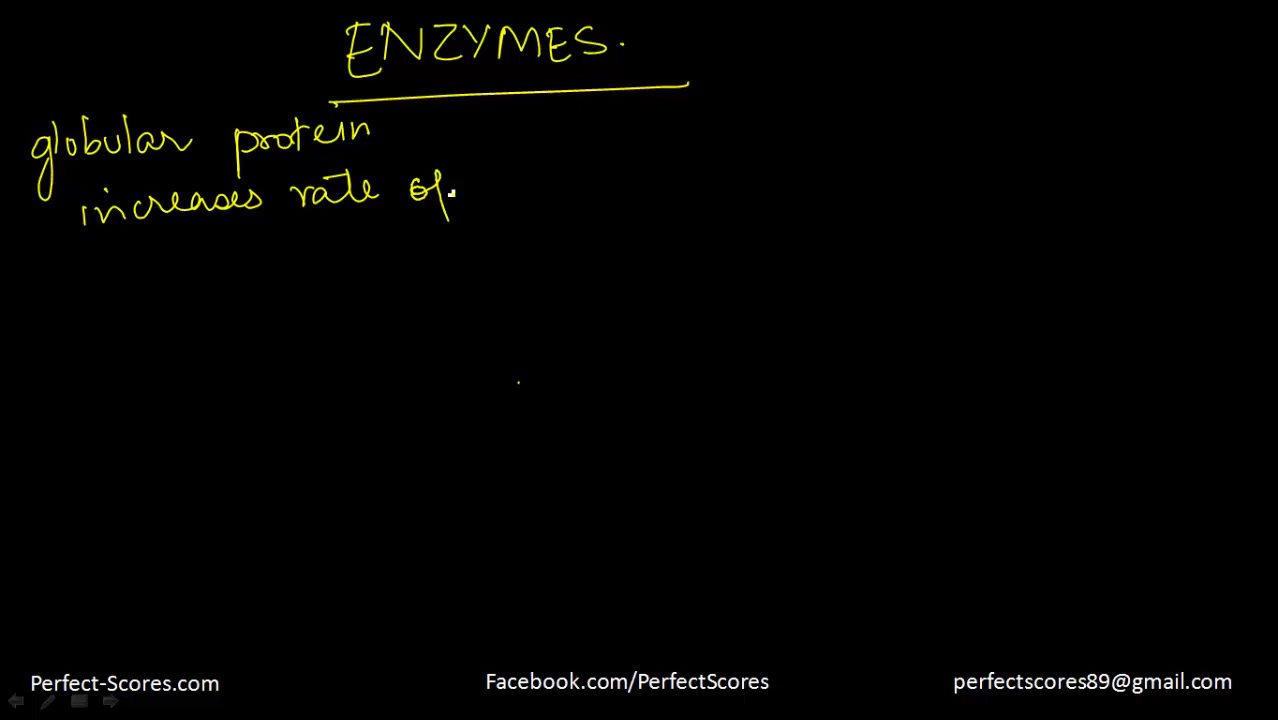 ENZYMES.
globular protein
increases rate of
Perfect-Scores.com
Facebook.com/PerfectScores
perfectscores89@gmail.com